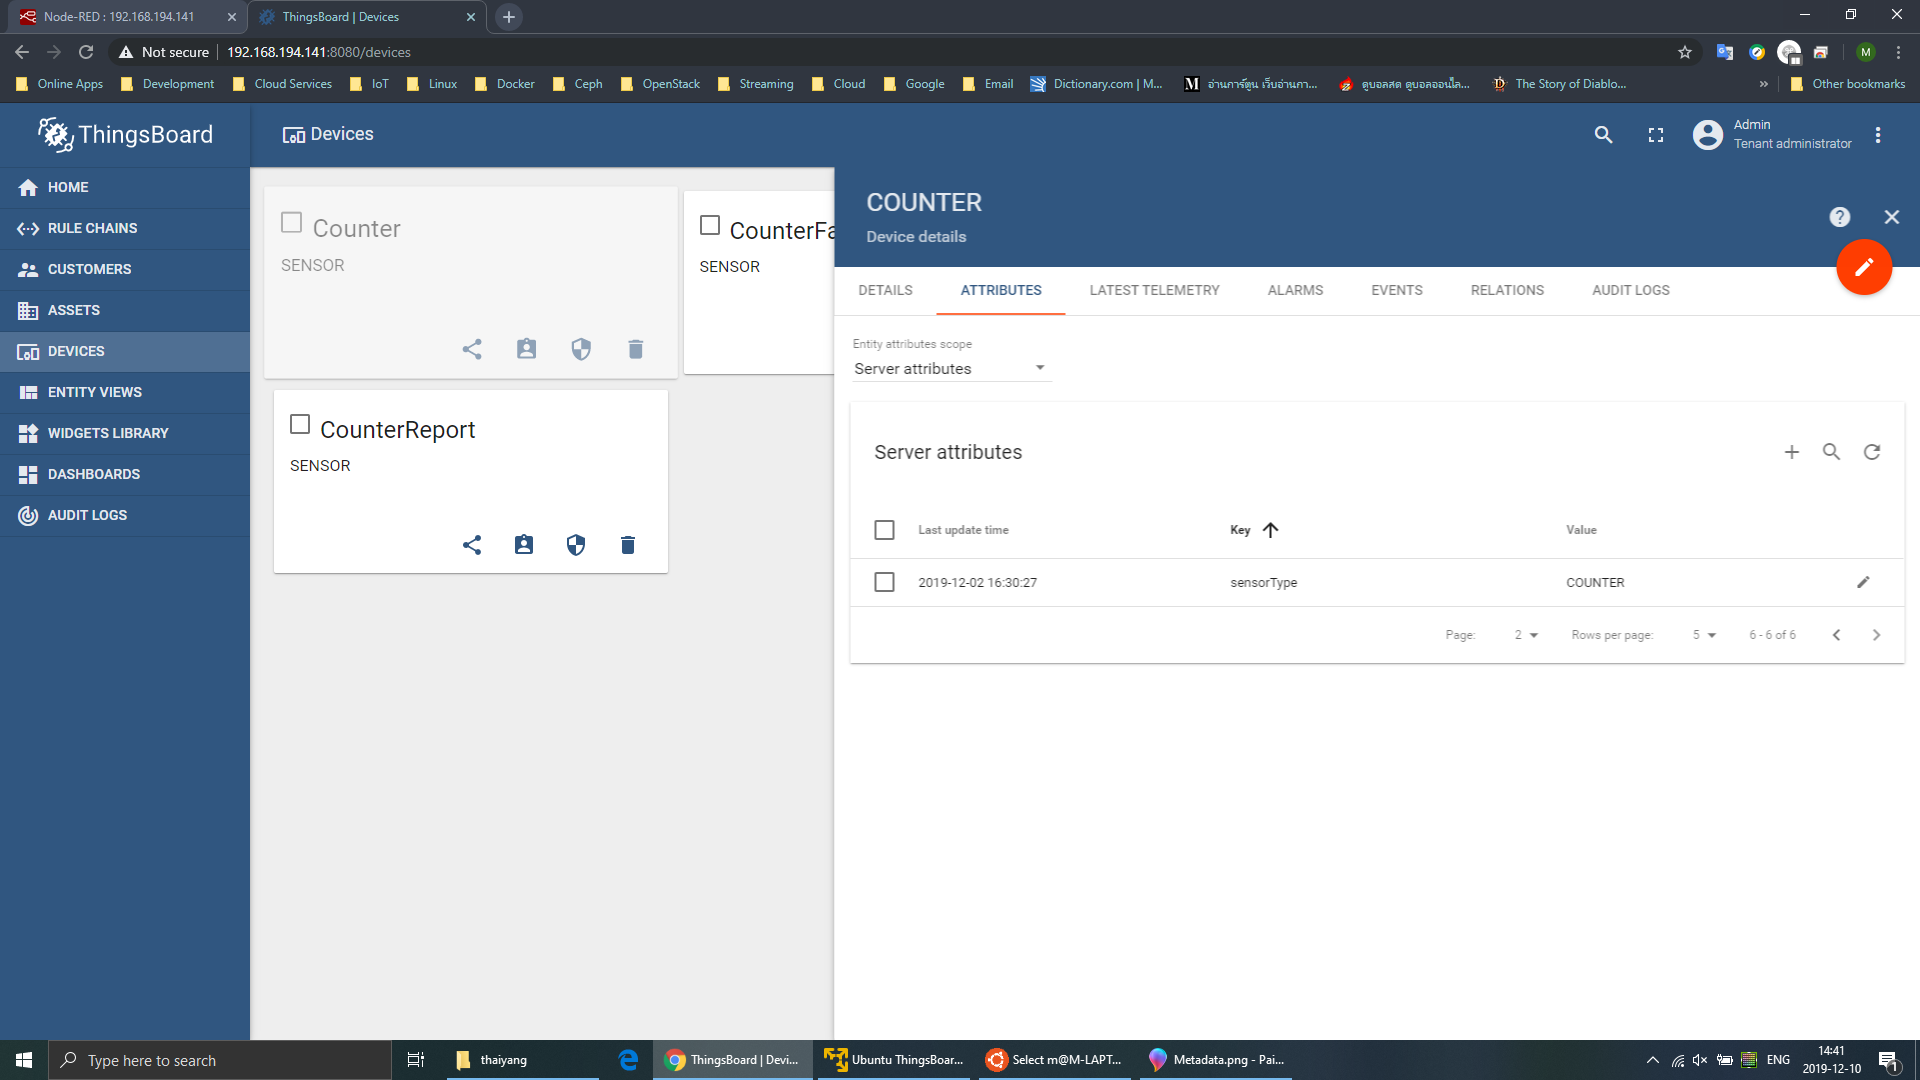 Node-RED : 192.168.194.141
ThingsBoard | Devices
Not secure
192.168.194.141:8080/devices
M
Online Apps
Development
Cloud Services
IoT
Linux
Docker
Ceph
OpenStack
Streaming
Cloud
Google
Email
Dictionary.com | M...
อ่านการ์ตูน เว็บอ่านกา...
ดูบอลสด ดูบอลออนไล...
The Story of Diablo...
»
Other bookmarks
ThingsBoard
Devices
Admin
Tenant administrator
HOME
RULE CHAINS
CUSTOMERS
ASSETS
DEVICES
ENTITY VIEWS
WIDGETS LIBRARY
DASHBOARDS
AUDIT LOGS
Counter
SENSOR
CounterFa
SENSOR
CounterReport
SENSOR
COUNTER
Device details
DETAILS
ATTRIBUTES
LATEST TELEMETRY
ALARMS
EVENTS
RELATIONS
AUDIT LOGS
Entity attributes scope
Server attributes
Server attributes
Last update time
Key
Value
2019-12-02 16:30:27
sensorType
COUNTER
Page:
2
Rows per page:
5
6 - 6 of 6
Type here to search
thaiyang
ThingsBoard | Devi...
Ubuntu ThingsBoar...
Select m@M-LAPT...
Metadata.png - Pai...
ENG
14:41
2019-12-10
1